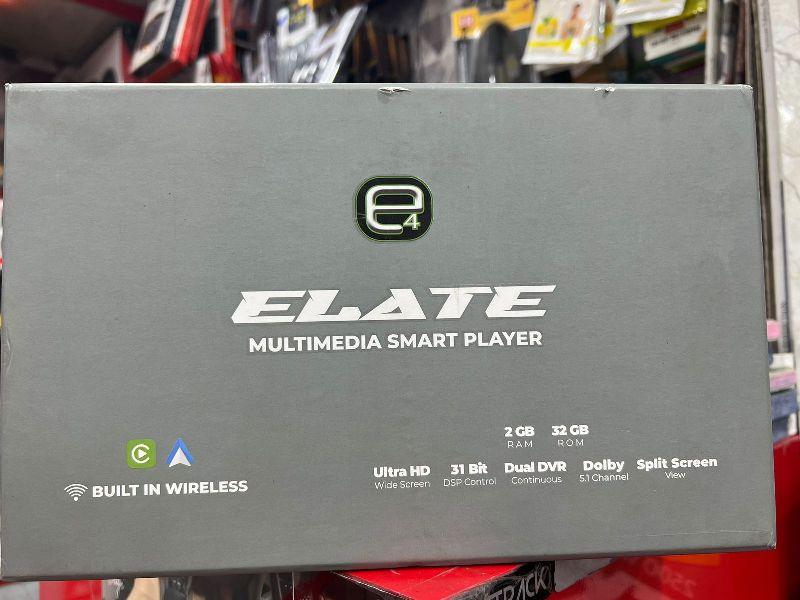 e4
ELATE
MULTIMEDIA SMART PLAYER
2 GB 32 GB
RAM ROM
Ultra HD 31 Bit Dual DVR Dolby Split Screen
Wide Screen DSP Control Continuous 5.1 Channel View
BUILT IN WIRELESS
TRACK